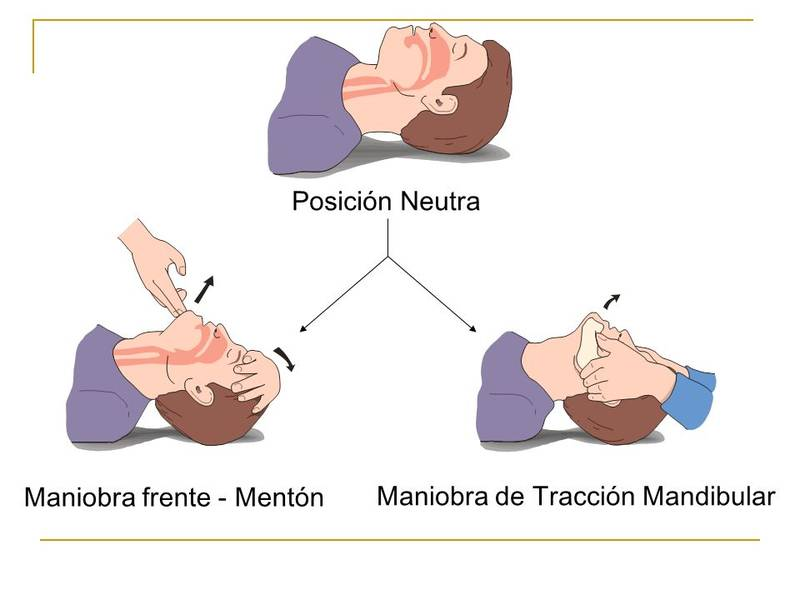 Posición Neutra
Maniobra frente - Mentón
Maniobra de Tracción Mandibular